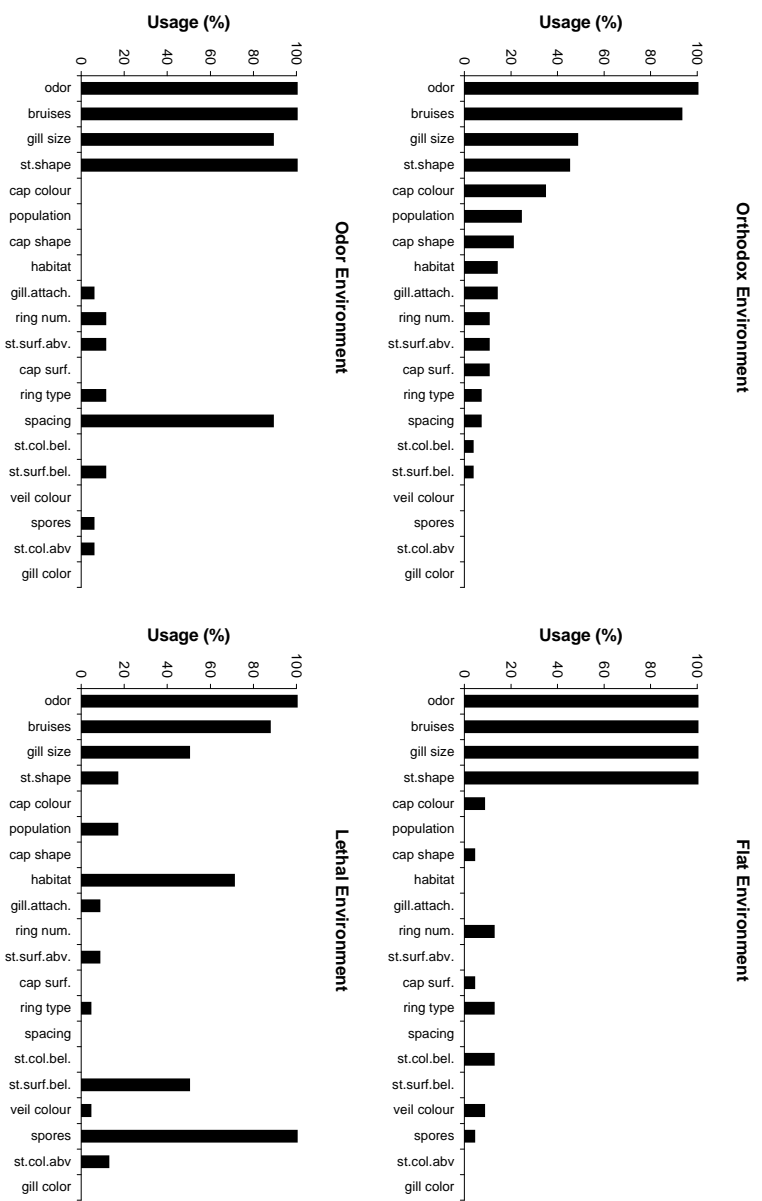 Orthodox Environment
Usage (%)
0
20
40
60
80
100
odor
bruises
gill size
st.shape
cap colour
population
cap shape
habitat
gill.attach.
ring num.
st.surf.abv.
cap surf.
ring type
spacing
st.col.bel.
st.surf.bel.
veil colour
spores
st.col.abv
gill color
Flat Environment
Usage (%)
0
20
40
60
80
100
odor
bruises
gill size
st.shape
cap colour
population
cap shape
habitat
gill.attach.
ring num.
st.surf.abv.
cap surf.
ring type
spacing
st.col.bel.
st.surf.bel.
veil colour
spores
st.col.abv
gill color
Odor Environment
Usage (%)
0
20
40
60
80
100
odor
bruises
gill size
st.shape
cap colour
population
cap shape
habitat
gill.attach.
ring num.
st.surf.abv.
cap surf.
ring type
spacing
st.col.bel.
st.surf.bel.
veil colour
spores
st.col.abv
gill color
Lethal Environment
Usage (%)
0
20
40
60
80
100
odor
bruises
gill size
st.shape
cap colour
population
cap shape
habitat
gill.attach.
ring num.
st.surf.abv.
cap surf.
ring type
spacing
st.col.bel.
st.surf.bel.
veil colour
spores
st.col.abv
gill color